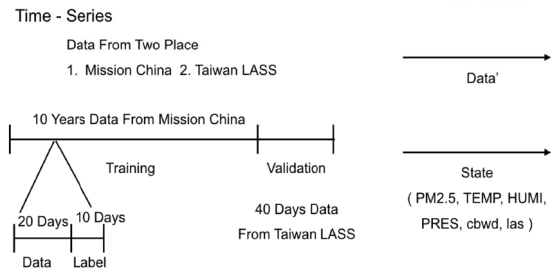 Time - Series
Data From Two Place
1. Mission China 2. Taiwan LASS
Data'
10 Years Data From Mission China
Training
Validation
State
( PM2.5, TEMP, HUMI,
PRES, cbwd, las )
20 Days
10 Days
40 Days Data
From Taiwan LASS
Data
Label